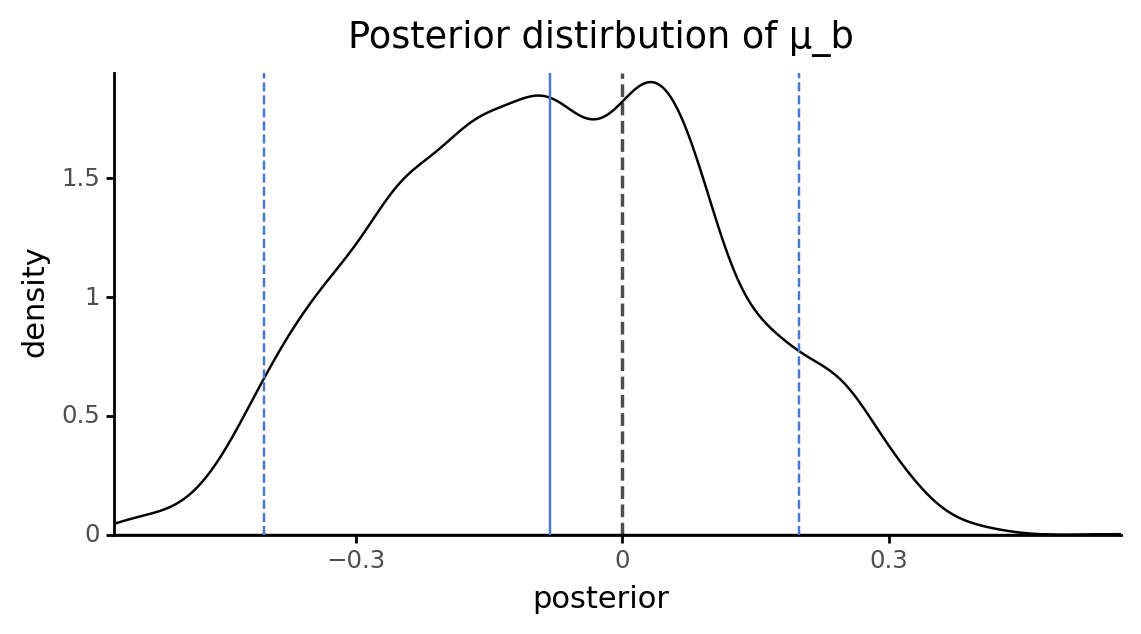 Posterior distirbution of μ_b
density
1.5
1
0.5
0
−0.3
0
0.3
posterior